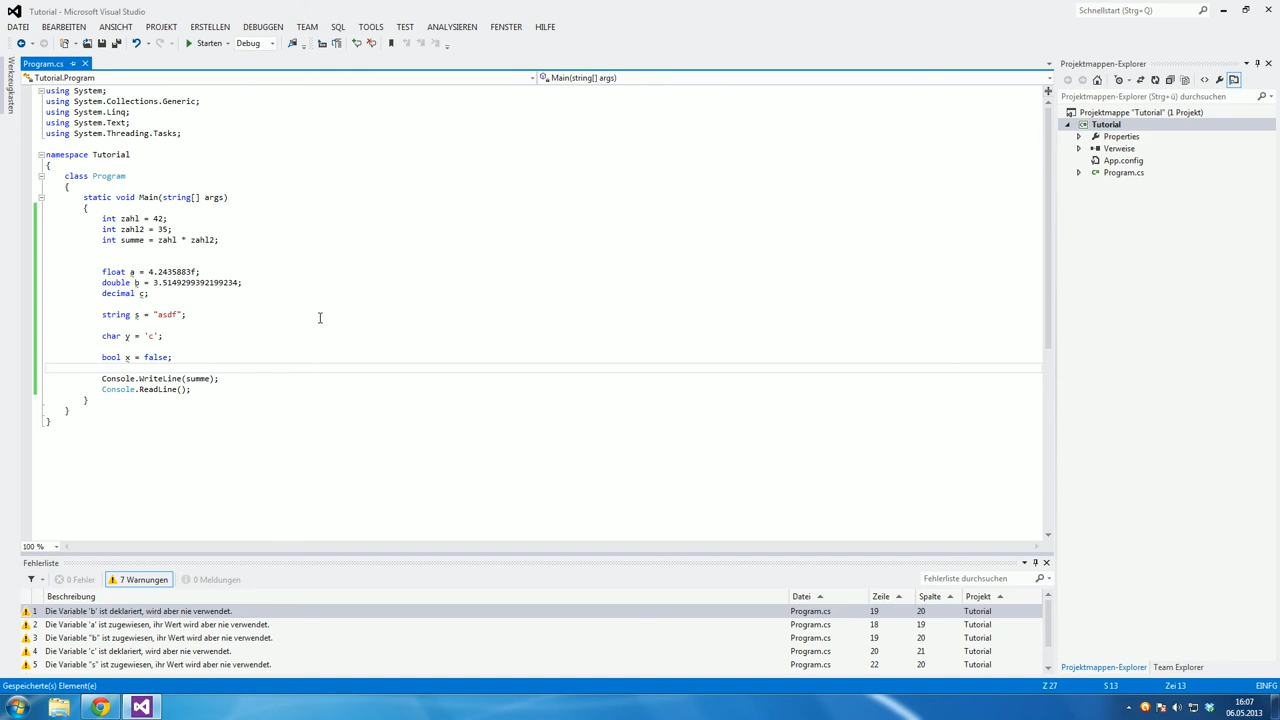 Tutorial - Microsoft Visual Studio
Schnellstart (Strg+Q)
DATEI BEARBEITEN ANSICHT PROJEKT ERSTELLEN DEBUGGEN TEAM SQL TOOLS TEST ANALYSIEREN FENSTER HILFE
Starten Debug
Werkzeugkasten
Program.cs
Tutorial.Program
Main(string[] args)
using System;
using System.Collections.Generic;
using System.Linq;
using System.Text;
using System.Threading.Tasks;
namespace Tutorial
{
class Program
{
static void Main(string[] args)
{
int zahl = 42;
int zahl2 = 35;
int summe = zahl * zahl2;
float a = 4.2435883f;
double b = 3.5149299392199234;
decimal c;
string s = "asdf";
char y = 'c';
bool x = false;
Console.WriteLine(summe);
Console.ReadLine();
}
}
}
100 %
Projektmappen-Explorer
Projektmappen-Explorer (Strg+ü) durchsuchen
Projektmappe "Tutorial" (1 Projekt)
Tutorial
Properties
Verweise
App.config
Program.cs
Projektmappen-Explorer Team Explorer
Fehlerliste
0 Fehler 7 Warnungen 0 Meldungen
Fehlerliste durchsuchen
Beschreibung Datei Zeile Spalte Projekt
1 Die Variable 'b' ist deklariert, wird aber nie verwendet. Program.cs 19 20 Tutorial
2 Die Variable 'a' ist zugewiesen, ihr Wert wird aber nie verwendet. Program.cs 18 19 Tutorial
3 Die Variable "b" ist zugewiesen, ihr Wert wird aber nie verwendet. Program.cs 19 20 Tutorial
4 Die Variable 'c' ist deklariert, wird aber nie verwendet. Program.cs 20 21 Tutorial
5 Die Variable "s" ist zugewiesen, ihr Wert wird aber nie verwendet. Program.cs 22 20 Tutorial
Gespeicherte(s) Element(e)
Z 27 S 13 Zei 13 EINFG
16:07
06.05.2013